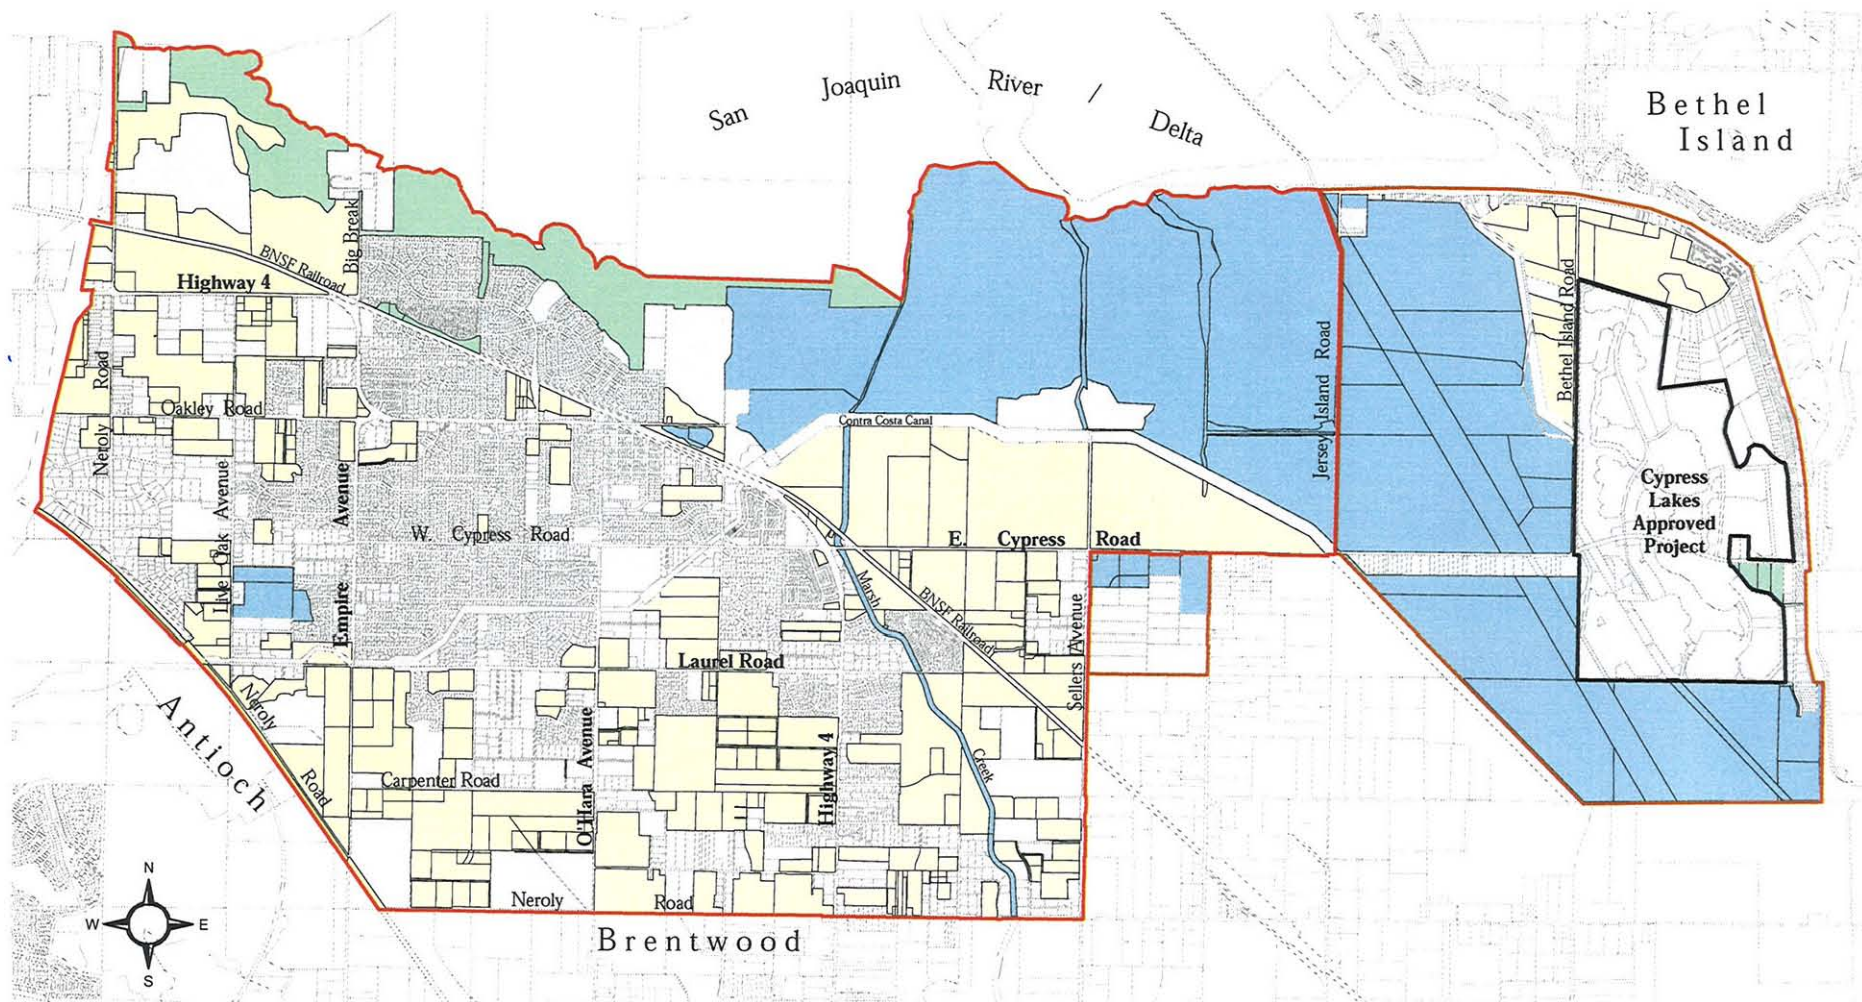 San Joaquin River / Delta
Bethel
Island
Big Break
BNSF Railroad
Highway 4
Jersey Island Road
Bethel Island Road
Neroly Road
Oakley Road
Contra Costa Canal
Cypress
Lakes
Approved
Project
Live Oak Avenue
Empire Avenue
W. Cypress Road
E. Cypress Road
Marsh Creek
BNSF Railroad
Sellers Avenue
Laurel Road
Antioch
Neroly Road
Carpenter Road
O'Hara Avenue
Highway 4
Neroly Road
Brentwood
N
W
E
S